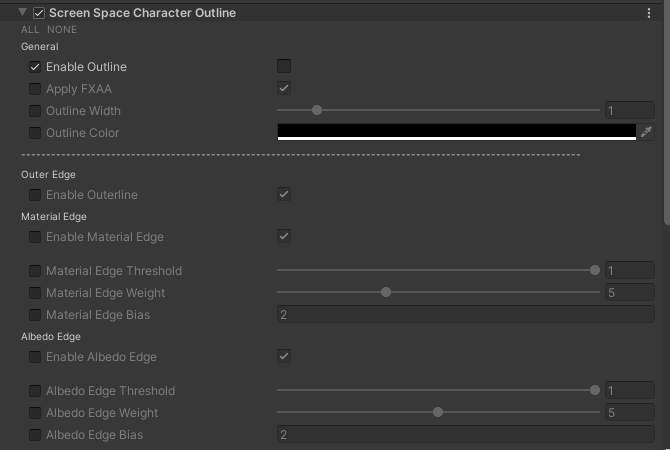 Screen Space Character Outline
ALL NONE
General
Enable Outline
Apply FXAA
Outline Width 1
Outline Color
Outer Edge
Enable Outerline
Material Edge
Enable Material Edge
Material Edge Threshold 1
Material Edge Weight 5
Material Edge Bias 2
Albedo Edge
Enable Albedo Edge
Albedo Edge Threshold 1
Albedo Edge Weight 5
Albedo Edge Bias 2